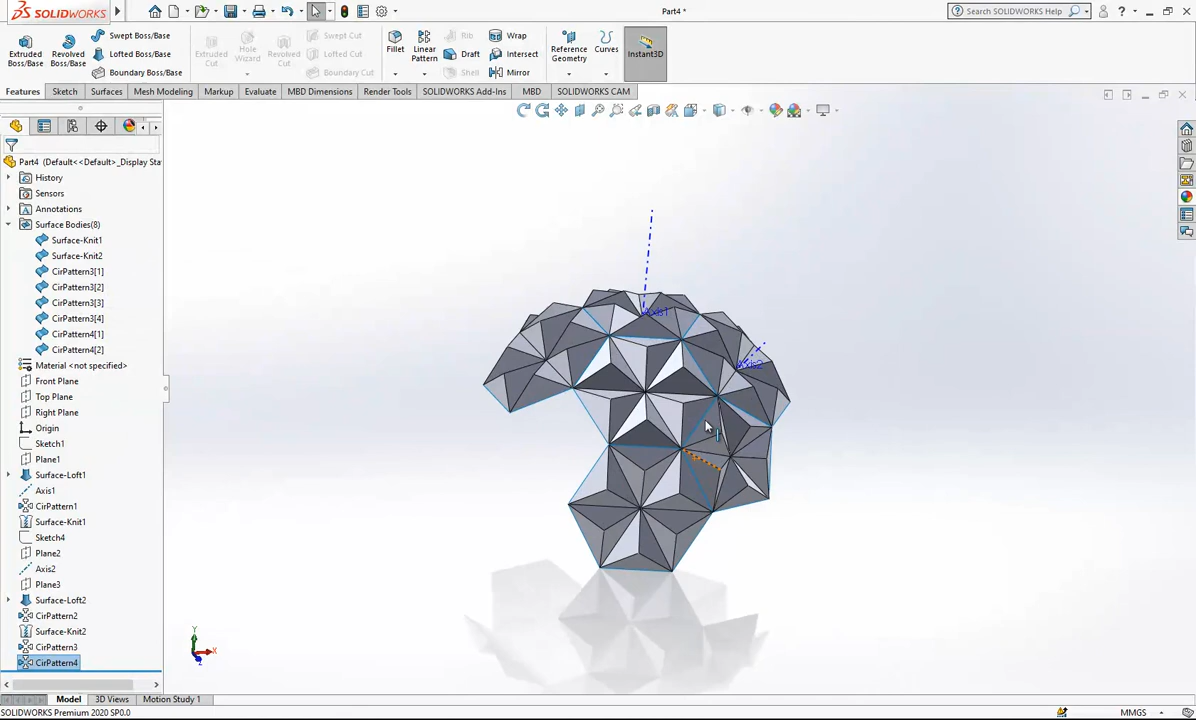 SOLIDWORKS
Part4 *
Search SOLIDWORKS Help
Extruded Boss/Base
Revolved Boss/Base
Swept Boss/Base
Lofted Boss/Base
Boundary Boss/Base
Extruded Cut
Hole Wizard
Revolved Cut
Swept Cut
Lofted Cut
Boundary Cut
Fillet
Linear Pattern
Rib
Draft
Shell
Wrap
Intersect
Mirror
Reference Geometry
Curves
Instant3D
Features
Sketch
Surfaces
Mesh Modeling
Markup
Evaluate
MBD Dimensions
Render Tools
SOLIDWORKS Add-Ins
MBD
SOLIDWORKS CAM
Part4 (Default<<Default>_Display Sta
History
Sensors
Annotations
Surface Bodies(8)
Surface-Knit1
Surface-Knit2
CirPattern3[1]
CirPattern3[2]
CirPattern3[3]
CirPattern3[4]
CirPattern4[1]
CirPattern4[2]
Material <not specified>
Front Plane
Top Plane
Right Plane
Origin
Sketch1
Plane1
Surface-Loft1
Axis1
CirPattern1
Surface-Knit1
Sketch4
Plane2
Axis2
Plane3
Surface-Loft2
CirPattern2
Surface-Knit2
CirPattern3
CirPattern4
Axis1
Axis2
Y
X
Z
Model
3D Views
Motion Study 1
SOLIDWORKS Premium 2020 SP0.0
MMGS